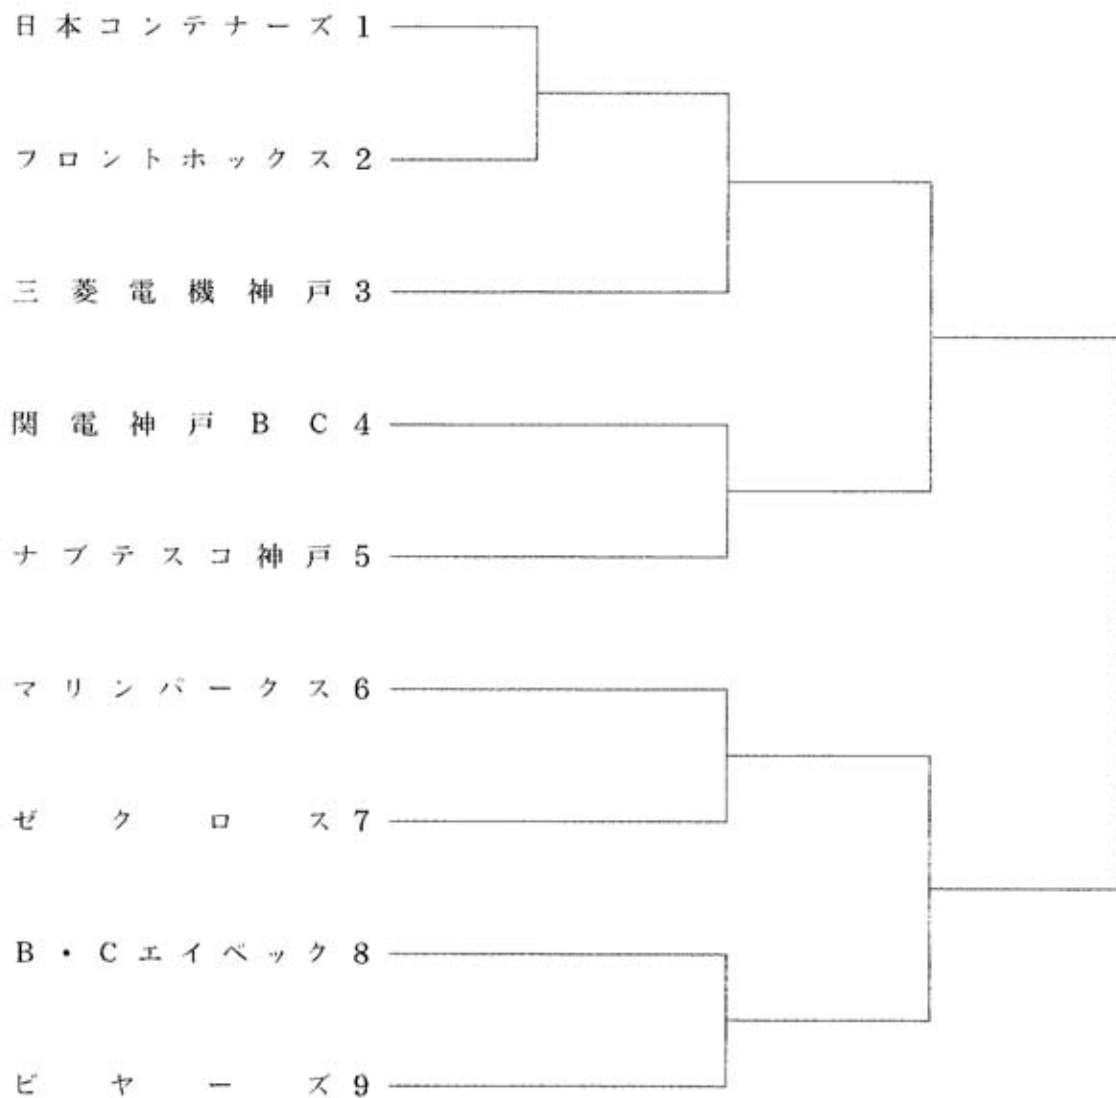 日本コンテナーズ 1
フロントホックス 2
三菱電機神戸 3
関電神戸BC 4
ナブテスコ神戸 5
マリンパークス 6
ゼクロス 7
B・Cエイベック 8
ビヤーズ 9